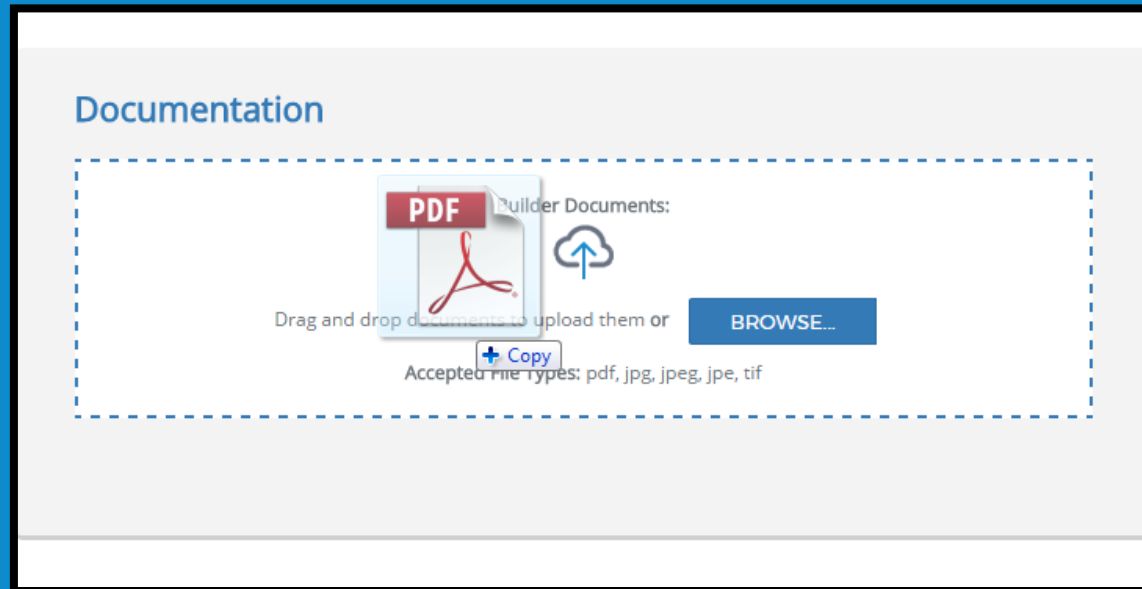 Documentation
PDF
Builder Documents:
Drag and drop documents to upload them or
BROWSE...
Copy
Accepted File Types: pdf, jpg, jpeg, jpe, tif